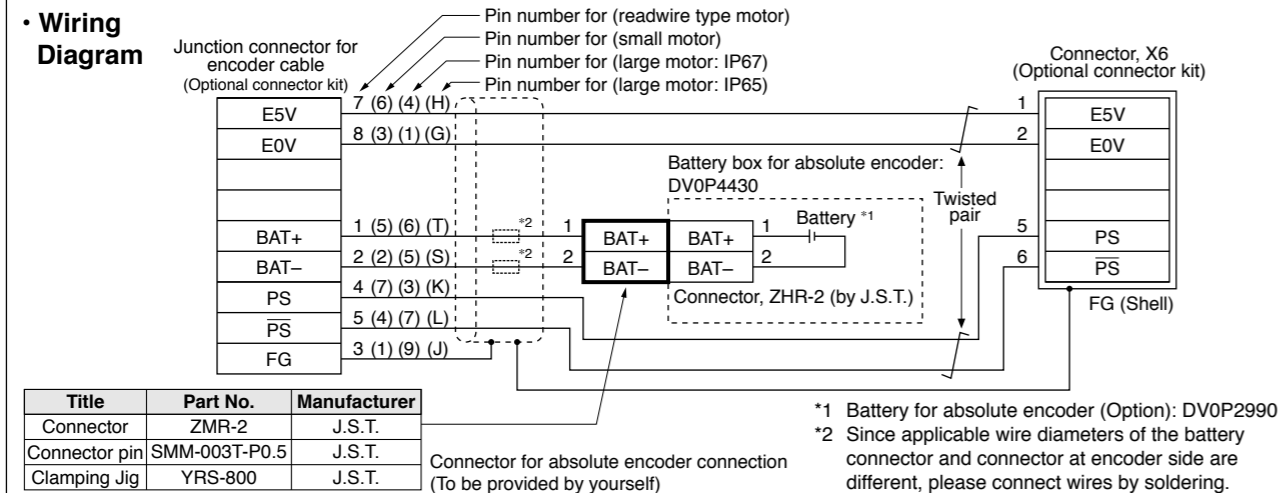 ・Wiring
Diagram
Junction connector for
encoder cable
(Optional connector kit)
Pin number for (readwire type motor)
Pin number for (small motor)
Pin number for (large motor: IP67)
Pin number for (large motor: IP65)
Connector, X6
(Optional connector kit)
E5V 7 (6) (4) (H) 1 E5V
E0V 8 (3) (1) (G) 2 E0V
Battery box for absolute encoder:
DV0P4430
Twisted
pair
Battery *1
BAT+ 1 (5) (6) (T) *2 1 BAT+ BAT+ 1 5 PS
BAT– 2 (2) (5) (S) *2 2 BAT– BAT– 2 6 P̅S̅
PS 4 (7) (3) (K)
Connector, ZHR-2 (by J.S.T.)
FG (Shell)
P̅S̅ 5 (4) (7) (L)
FG 3 (1) (9) (J)
Title Part No. Manufacturer
Connector ZMR-2 J.S.T.
Connector pin SMM-003T-P0.5 J.S.T.
Clamping Jig YRS-800 J.S.T.
Connector for absolute encoder connection
(To be provided by yourself)
*1 Battery for absolute encoder (Option): DV0P2990
*2 Since applicable wire diameters of the battery
connector and connector at encoder side are
different, please connect wires by soldering.